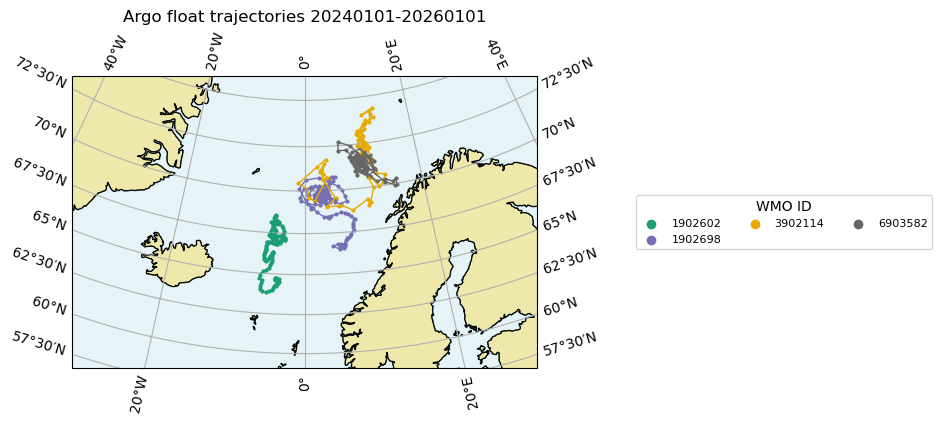 Argo float trajectories 20240101-20260101
40°W
20°W
0°
20°E
40°E
72°30′N
72°30′N
70°N
70°N
67°30′N
67°30′N
65°N
65°N
62°30′N
62°30′N
60°N
60°N
57°30′N
57°30′N
20°W
0°
20°E
WMO ID
1902602 3902114 6903582
1902698